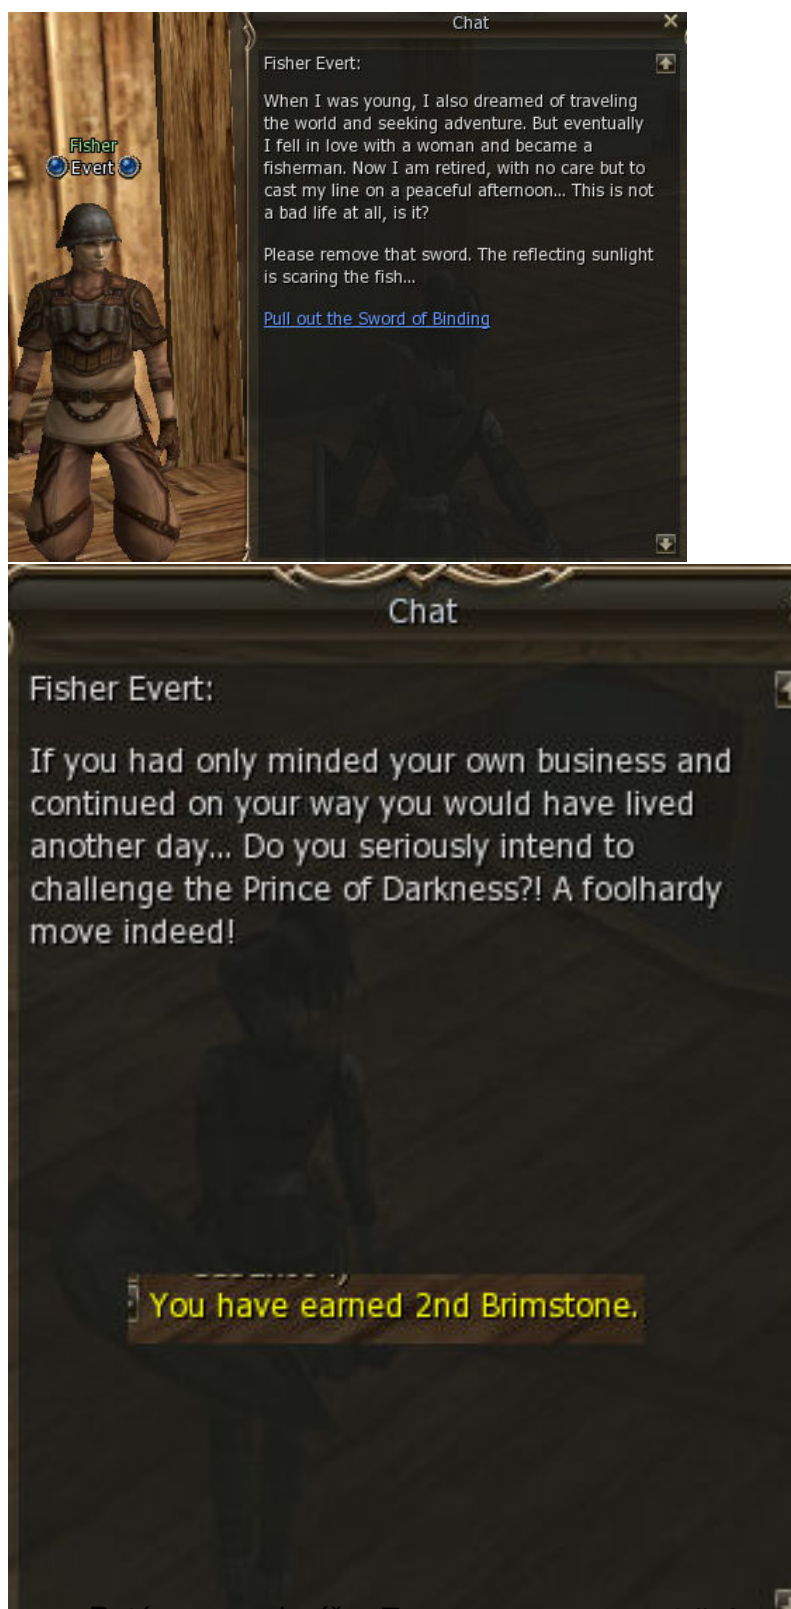 Chat
Fisher Evert:
When I was young, I also dreamed of traveling
the world and seeking adventure. But eventually
I fell in love with a woman and became a
fisherman. Now I am retired, with no care but to
cast my line on a peaceful afternoon... This is not
a bad life at all, is it?
Please remove that sword. The reflecting sunlight
is scaring the fish...
Pull out the Sword of Binding
Fisher
Evert
Chat
Fisher Evert:
If you had only minded your own business and
continued on your way you would have lived
another day... Do you seriously intend to
challenge the Prince of Darkness?! A foolhardy
move indeed!
You have earned 2nd Brimstone.